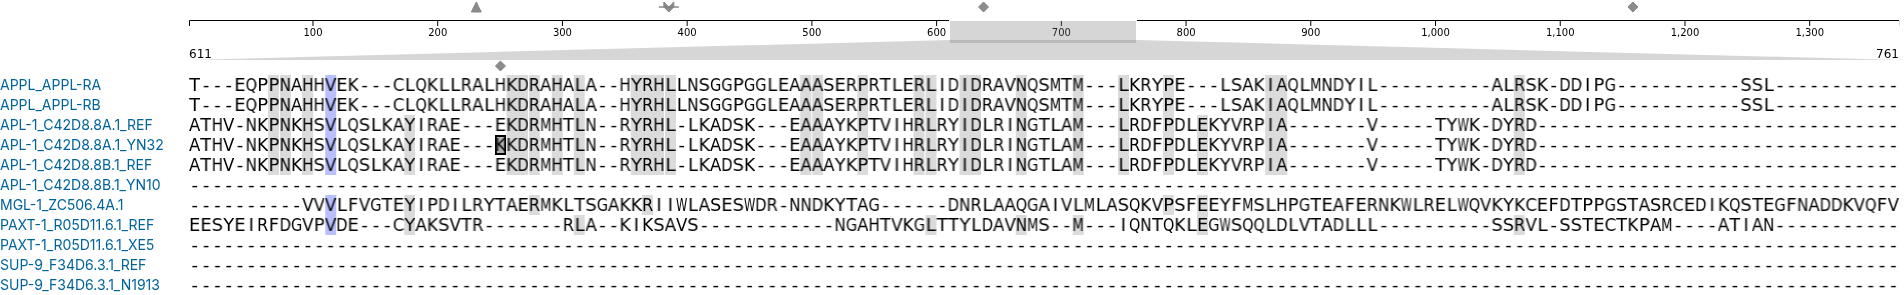 100 200 300 400 500 600 700 800 900 1,000 1,100 1,200 1,300
611 761
APPL_APPL-RA T---EQPPNAHHVEK---CLQKLLRALHKDRAHALA--HYRHLLNSGGPGGLEAAASERPRTLERLIDIDRAVNQSMTM---LKRYPE---LSAKIAQLMNDYIL----------ALRSK-DDIPG-----------SSL-----------
APPL_APPL-RB T---EQPPNAHHVEK---CLQKLLRALHKDRAHALA--HYRHLLNSGGPGGLEAAASERPRTLERLIDIDRAVNQSMTM---LKRYPE---LSAKIAQLMNDYIL----------ALRSK-DDIPG-----------SSL-----------
APL-1_C42D8.8A.1_REF ATHV-NKPNKHSVLQSLKAYIRAE---EKDRMHTLN--RYRHL-LKADSK---EAAAYKPTVIHRLRYIDLRINGTLAM---LRDFPDLEKYVRPIA-------V-----TYWK-DYRD--------------------------------
APL-1_C42D8.8A.1_YN32 ATHV-NKPNKHSVLQSLKAYIRAE---KKDRMHTLN--RYRHL-LKADSK---EAAAYKPTVIHRLRYIDLRINGTLAM---LRDFPDLEKYVRPIA-------V-----TYWK-DYRD--------------------------------
APL-1_C42D8.8B.1_REF ATHV-NKPNKHSVLQSLKAYIRAE---EKDRMHTLN--RYRHL-LKADSK---EAAAYKPTVIHRLRYIDLRINGTLAM---LRDFPDLEKYVRPIA-------V-----TYWK-DYRD--------------------------------
APL-1_C42D8.8B.1_YN10 -------------------------------------------------------------------------------------------------------------------------------------------------------
MGL-1_ZC506.4A.1 ----------VVVLFVGTEYIPDILRYTAERMKLTSGAKKRIIWLASESWDR-NNDKYTAG------DNRLAAQGAIVLMLASQKVPSFEEYFMSLHPGTEAFERNKWLRELWQVKYKCEFDTPPGSTASRCEDIKQSTEGFNADDKVQFV
PAXT-1_R05D11.6.1_REF EESYEIRFDGVPVDE---CYAKSVTR-------RLA--KIKSAVS------------NGAHTVKGLTTYLDAVNMS--M---IQNTQKLEGWSQQLDLVTADLLL----------SSRVL-SSTECTKPAM----ATIAN-----------
PAXT-1_R05D11.6.1_XE5 -------------------------------------------------------------------------------------------------------------------------------------------------------
SUP-9_F34D6.3.1_REF -------------------------------------------------------------------------------------------------------------------------------------------------------
SUP-9_F34D6.3.1_N1913 -------------------------------------------------------------------------------------------------------------------------------------------------------